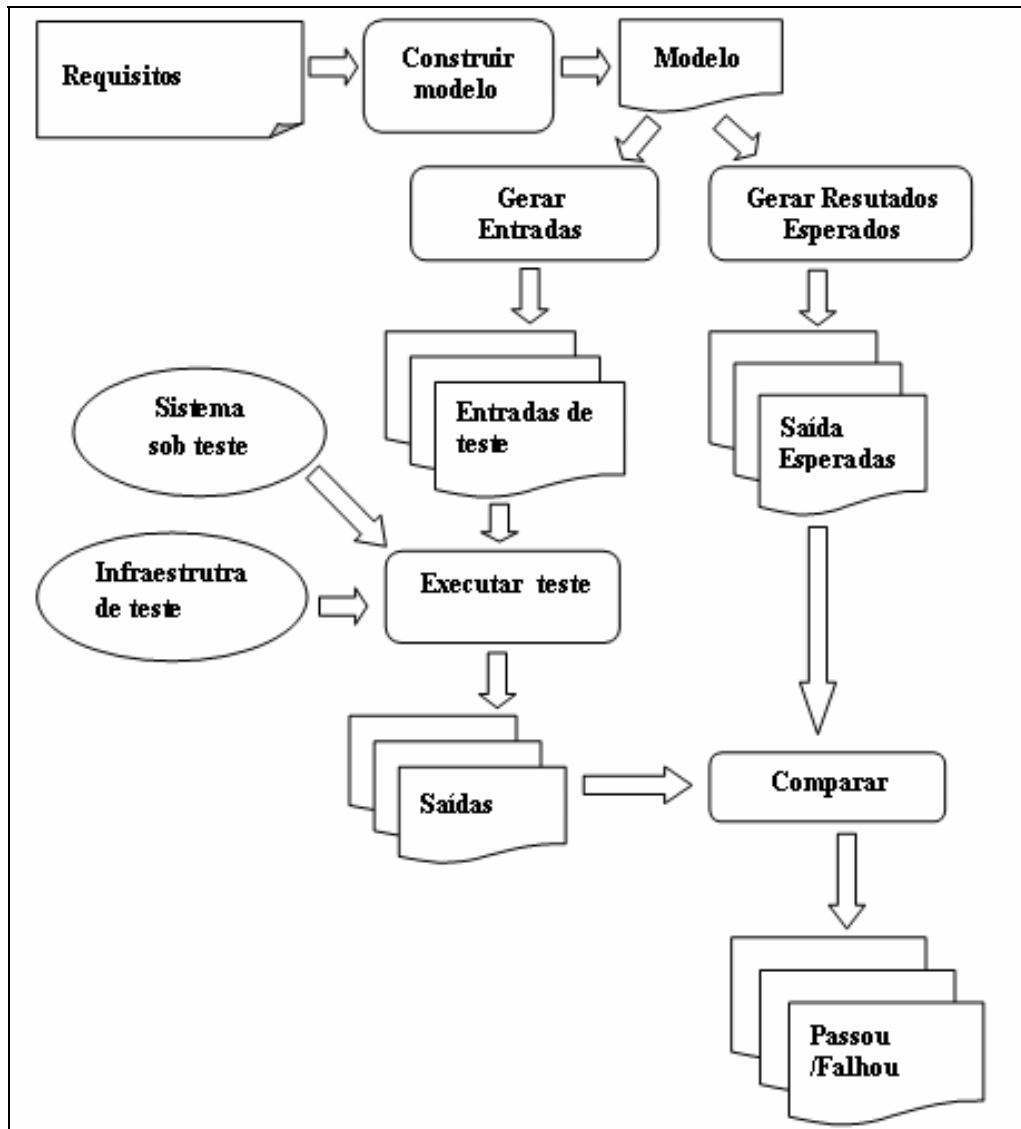 Requisitos
Construir
modelo
Modelo
Gerar
Entradas
Gerar Resutados
Esperados
Entradas de
teste
Saída
Esperadas
Sistema
sob teste
Infraestrutra
de teste
Executar teste
Saídas
Comparar
Passou
/Falhou